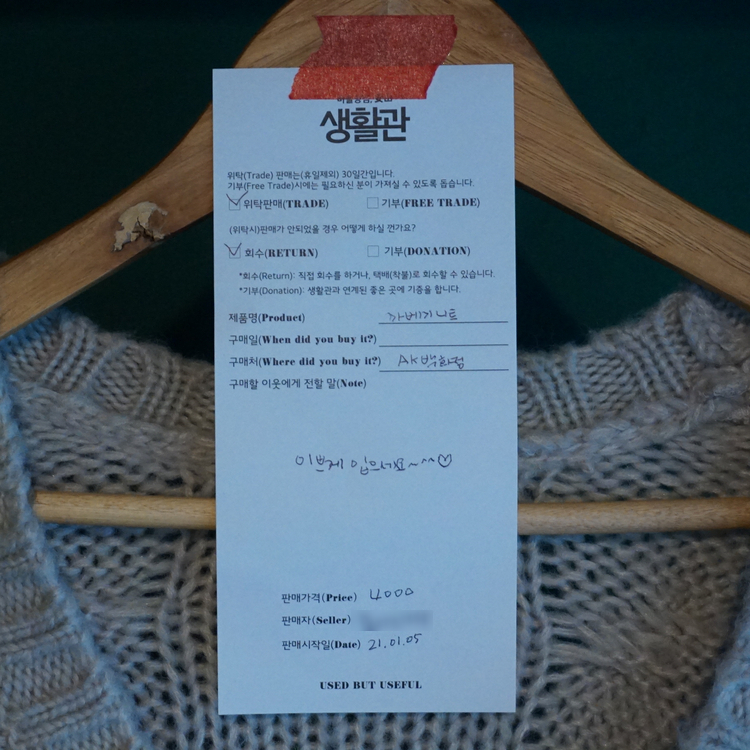 생활관
위탁(Trade) 판매는(휴일제외) 30일간입니다.
기부(Free Trade)시에는 필요하신 분이 가져실 수 있도록 돕습니다.
위탁판매(TRADE) 기부(FREE TRADE)
(위탁시)판매가 안되었을 경우 어떻게 하실 껀가요?
회수(RETURN) 기부(DONATION)
*회수(Return): 직접 회수를 하거나, 택배(착불)로 회수할 수 있습니다.
*기부(Donation): 생활관과 연계된 좋은 곳에 기증을 합니다.
제품명(Product) 꽈베기니트
구매일(When did you buy it?)
구매처(Where did you buy it?) AK백화점
구매할 이웃에게 전할 말(Note)
이쁘게 입으세요~^^♡
판매가격(Price) 4000
판매자(Seller)
판매시작일(Date) 21.01.05
USED BUT USEFUL